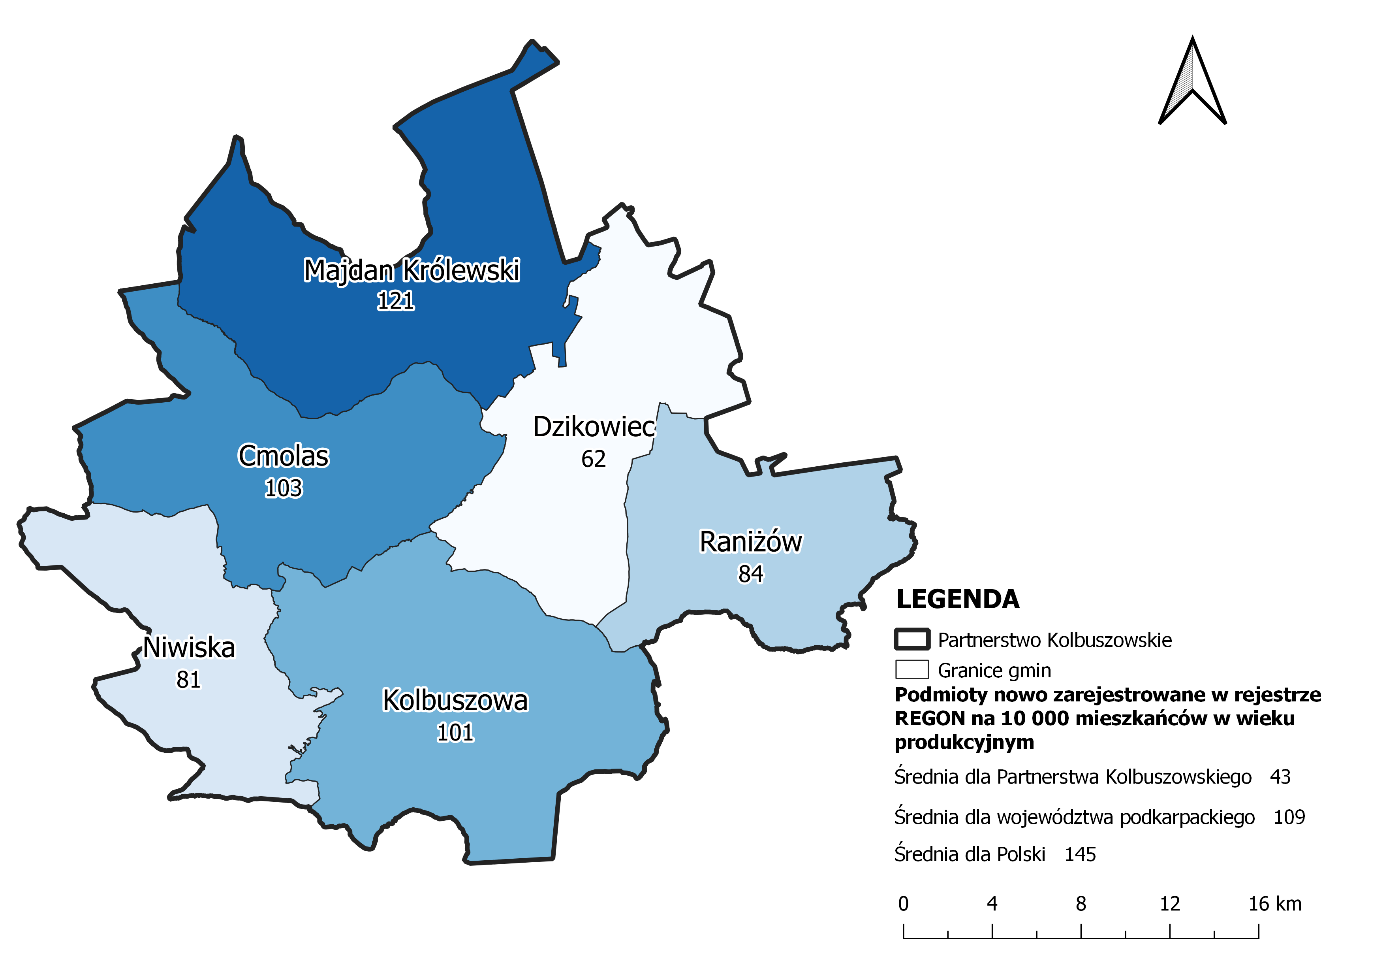 Majdan Królewski
121
Dzikowiec
62
Cmolas
103
Raniżów
84
Niwiska
81
Kolbuszowa
101
LEGENDA
Partnerstwo Kolbuszowskie
Granice gmin
Podmioty nowo zarejestrowane w rejestrze
REGON na 10 000 mieszkańców w wieku
produkcyjnym
Średnia dla Partnerstwa Kolbuszowskiego 43
Średnia dla województwa podkarpackiego 109
Średnia dla Polski 145
0 4 8 12 16 km